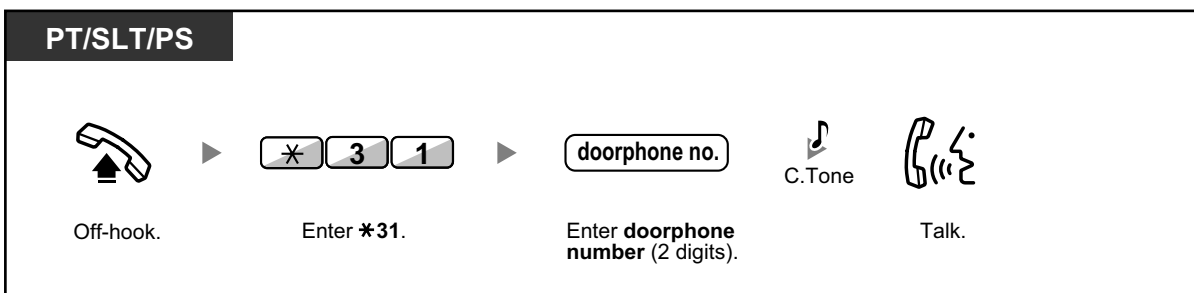 PT/SLT/PS
* 3 1
doorphone no.
C.Tone
Off-hook.
Enter *31.
Enter doorphone
number (2 digits).
Talk.